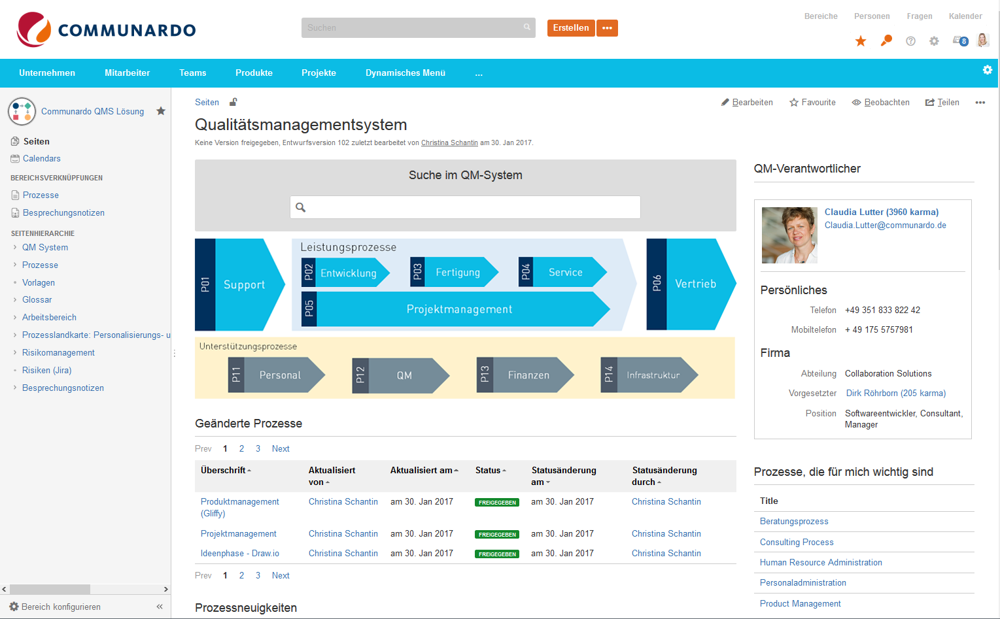 COMMUNARDO
Suchen
Erstellen
•••
Bereiche
Personen
Fragen
Kalender
8
Unternehmen
Mitarbeiter
Teams
Produkte
Projekte
Dynamisches Menü
...
Communardo QMS Lösung
Seiten
Calendars
BEREICHSVERKNÜPFUNGEN
Prozesse
Besprechungsnotizen
SEITENHIERARCHIE
QM System
Prozesse
Vorlagen
Glossar
Arbeitsbereich
Prozesslandkarte: Personalisierungs- u
Risikomanagement
Risiken (Jira)
Besprechungsnotizen
Bereich konfigurieren
Seiten
Bearbeiten
Favourite
Beobachten
Teilen
•••
Qualitätsmanagementsystem
Keine Version freigegeben, Entwurfsversion 102 zuletzt bearbeitet von Christina Schantin am 30. Jan 2017.
Suche im QM-System
P01
Support
Leistungsprozesse
P02
Entwicklung
P03
Fertigung
P04
Service
P05
Projektmanagement
P06
Vertrieb
Unterstützungsprozesse
P11
Personal
P12
QM
P13
Finanzen
P14
Infrastruktur
Geänderte Prozesse
Prev 1 2 3 Next
Überschrift
Aktualisiert
von
Aktualisiert am
Status
Statusänderung
am
Statusänderung
durch
Produktmanagement
(Gliffy)
Christina Schantin
am 30. Jan 2017
FREIGEGEBEN
am 30. Jan 2017
Christina Schantin
Projektmanagement
Christina Schantin
am 30. Jan 2017
FREIGEGEBEN
am 30. Jan 2017
Christina Schantin
Ideenphase - Draw.io
Christina Schantin
am 30. Jan 2017
FREIGEGEBEN
am 30. Jan 2017
Christina Schantin
Prev 1 2 3 Next
Prozessneuigkeiten
QM-Verantwortlicher
Claudia Lutter (3960 karma)
Claudia.Lutter@communardo.de
Persönliches
Telefon +49 351 833 822 42
Mobiltelefon + 49 175 5757981
Firma
Abteilung Collaboration Solutions
Vorgesetzter Dirk Röhrborn (205 karma)
Position Softwareentwickler, Consultant,
Manager
Prozesse, die für mich wichtig sind
Title
Beratungsprozess
Consulting Process
Human Resource Administration
Personaladministration
Product Management